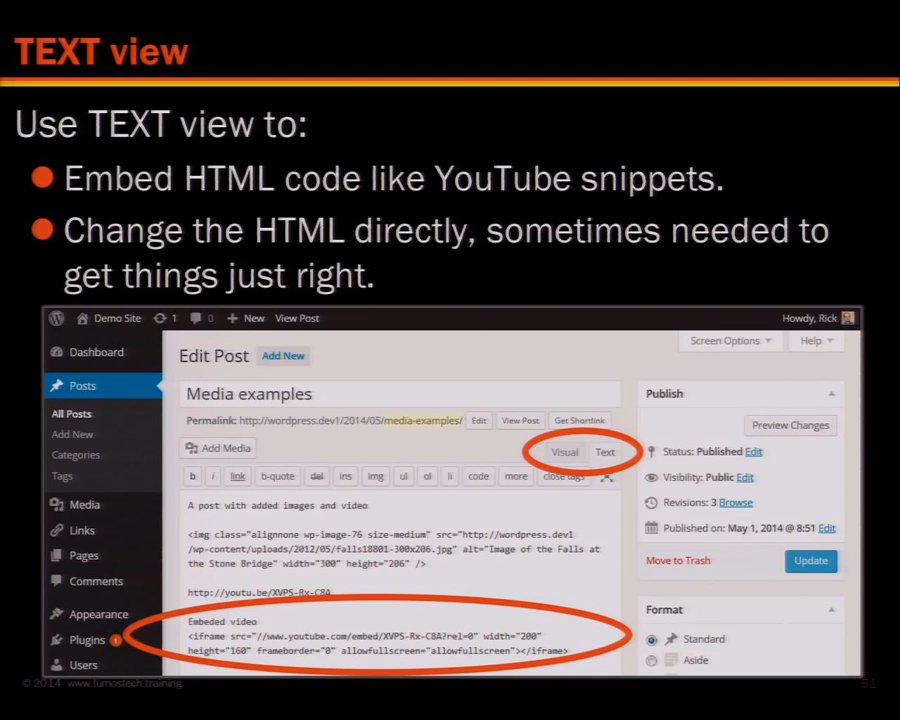 TEXT view
Use TEXT view to:
Embed HTML code like YouTube snippets.
Change the HTML directly, sometimes needed to
get things just right.
Demo Site 1 0 New View Post Howdy, Rick
Screen Options Help
Dashboard
Posts
All Posts
Add New
Categories
Tags
Media
Links
Pages
Comments
Appearance
Plugins 1
Users
Edit Post Add New
Media examples
Permalink: http://wordpress.dev1/2014/05/media-examples/ Edit View Post Get Shortlink
Add Media Visual Text
b i link b-quote del ins img ul ol li code more close tags
A post with added images and video
<img class="alignnone wp-image-76 size-medium" src="http://wordpress.dev1
/wp-content/uploads/2012/05/falls18801-300x206.jpg" alt="Image of the Falls at
the Stone Bridge" width="300" height="206" />
http://youtu.be/XVPS-Rx-C8A
Embeded video
<iframe src="//www.youtube.com/embed/XVPS-Rx-C8A?rel=0" width="200"
height="160" frameborder="0" allowfullscreen="allowfullscreen"></iframe>
Publish
Preview Changes
Status: Published Edit
Visibility: Public Edit
Revisions: 3 Browse
Published on: May 1, 2014 @ 8:51 Edit
Move to Trash Update
Format
Standard
Aside
© 2014 www.lumostech.training 51